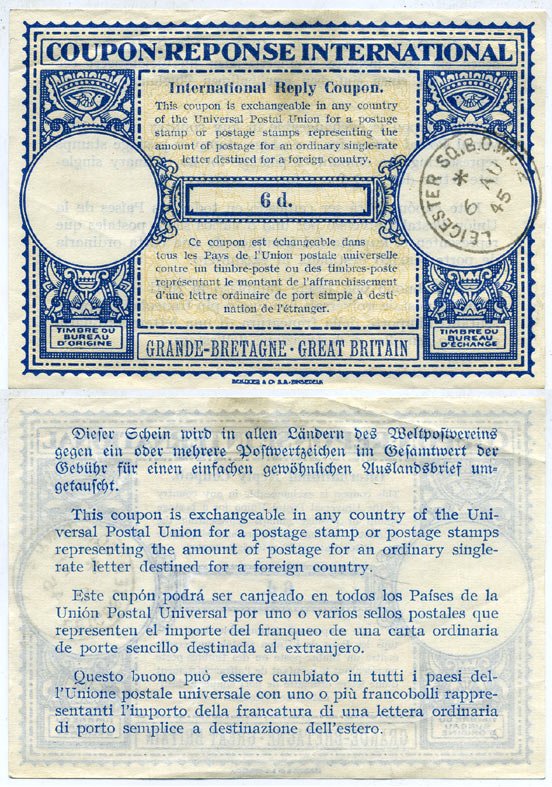 COUPON-REPONSE INTERNATIONAL
International Reply Coupon.
This coupon is exchangeable in any country
of the Universal Postal Union for a postage
stamp or postage stamps representing the
amount of postage for an ordinary single-rate
letter destined for a foreign country.
6 d.
LEICESTER SQ.B.O.W.C.2
*
6 AU
45
Ce coupon est échangeable dans
tous les Pays de l'Union postale universelle
contre un timbre-poste ou des timbres-poste
représentant le montant de l'affranchissement
d'une lettre ordinaire de port simple à desti-
nation de l'étranger.
TIMBRE DU
BUREAU
D'ORIGINE
TIMBRE DU
BUREAU
D'ÉCHANGE
GRANDE-BRETAGNE · GREAT BRITAIN
BENZIGER & Co S.A. EINSIEDELN
Dieser Schein wird in allen Ländern des Weltpostvereins
gegen ein oder mehrere Postwertzeichen im Gesamtwert der
Gebühr für einen einfachen gewöhnlichen Auslandsbrief um-
getauscht.
This coupon is exchangeable in any country of the Uni-
versal Postal Union for a postage stamp or postage stamps
representing the amount of postage for an ordinary single-
rate letter destined for a foreign country.
Este cupón podrá ser canjeado en todos los Países de la
Unión Postal Universal por uno o varios sellos postales que
representen el importe del franqueo de una carta ordinaria
de porte sencillo destinada al extranjero.
Questo buono può essere cambiato in tutti i paesi del-
l'Unione postale universale con uno o più francobolli rappre-
sentanti l'importo della francatura di una lettera ordinaria
di porto semplice a destinazione dell'estero.